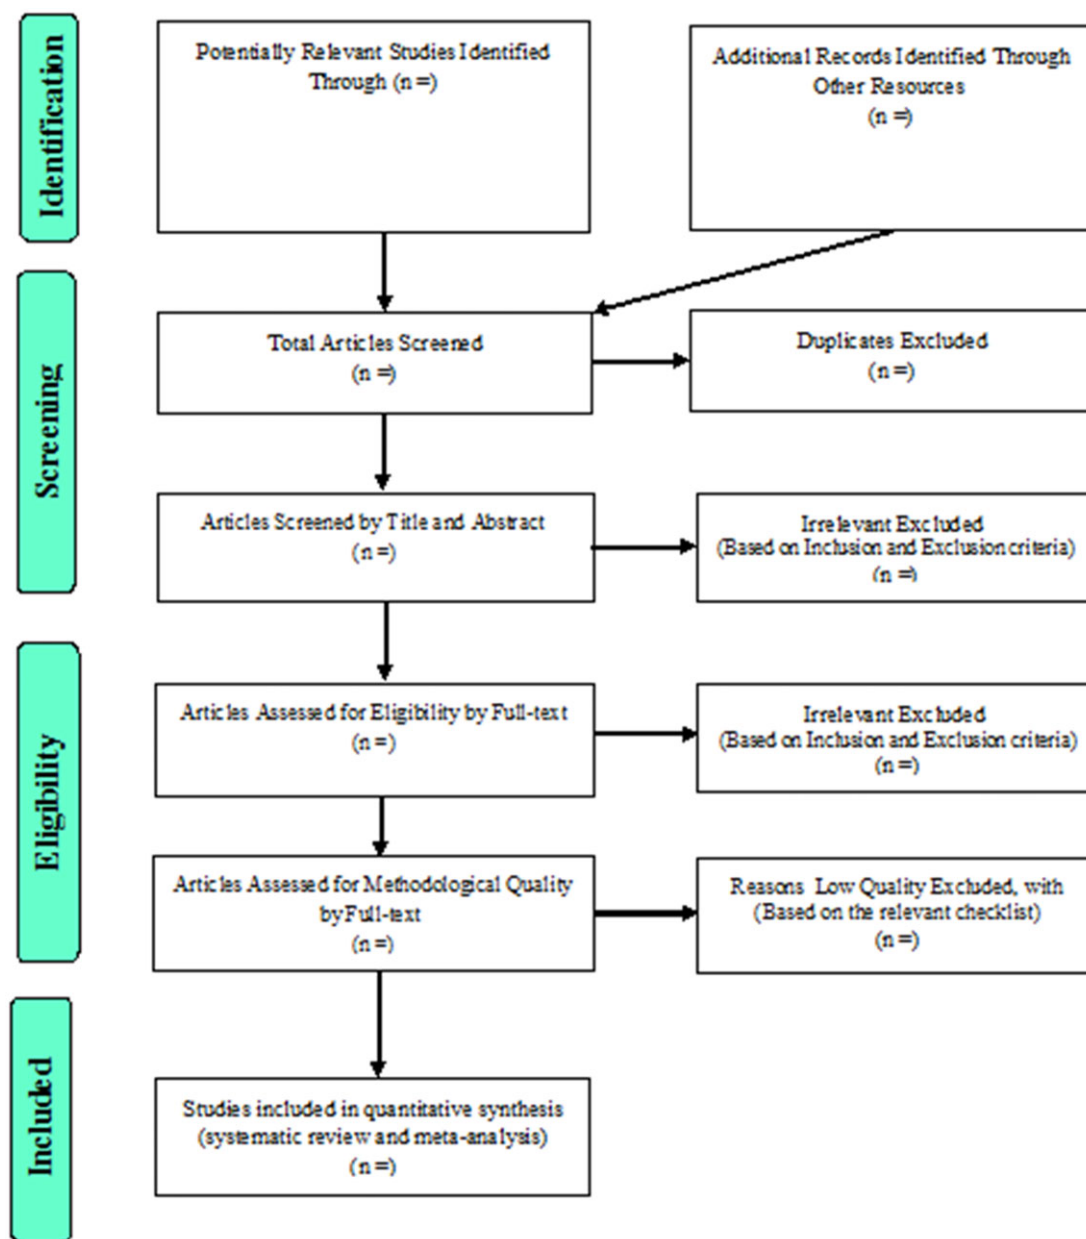 Identification
Potentially Relevant Studies Identified
Through (n =)
Additional Records Identified Through
Other Resources
(n =)
Screening
Total Articles Screened
(n =)
Duplicates Excluded
(n =)
Articles Screened by Title and Abstract
(n =)
Irrelevant Excluded
(Based on Inclusion and Exclusion criteria)
(n =)
Eligibility
Articles Assessed for Eligibility by Full-text
(n =)
Irrelevant Excluded
(Based on Inclusion and Exclusion criteria)
(n =)
Articles Assessed for Methodological Quality
by Full-text
(n =)
Reasons Low Quality Excluded, with
(Based on the relevant checklist)
(n =)
Included
Studies included in quantitative synthesis
(systematic review and meta-analysis)
(n =)